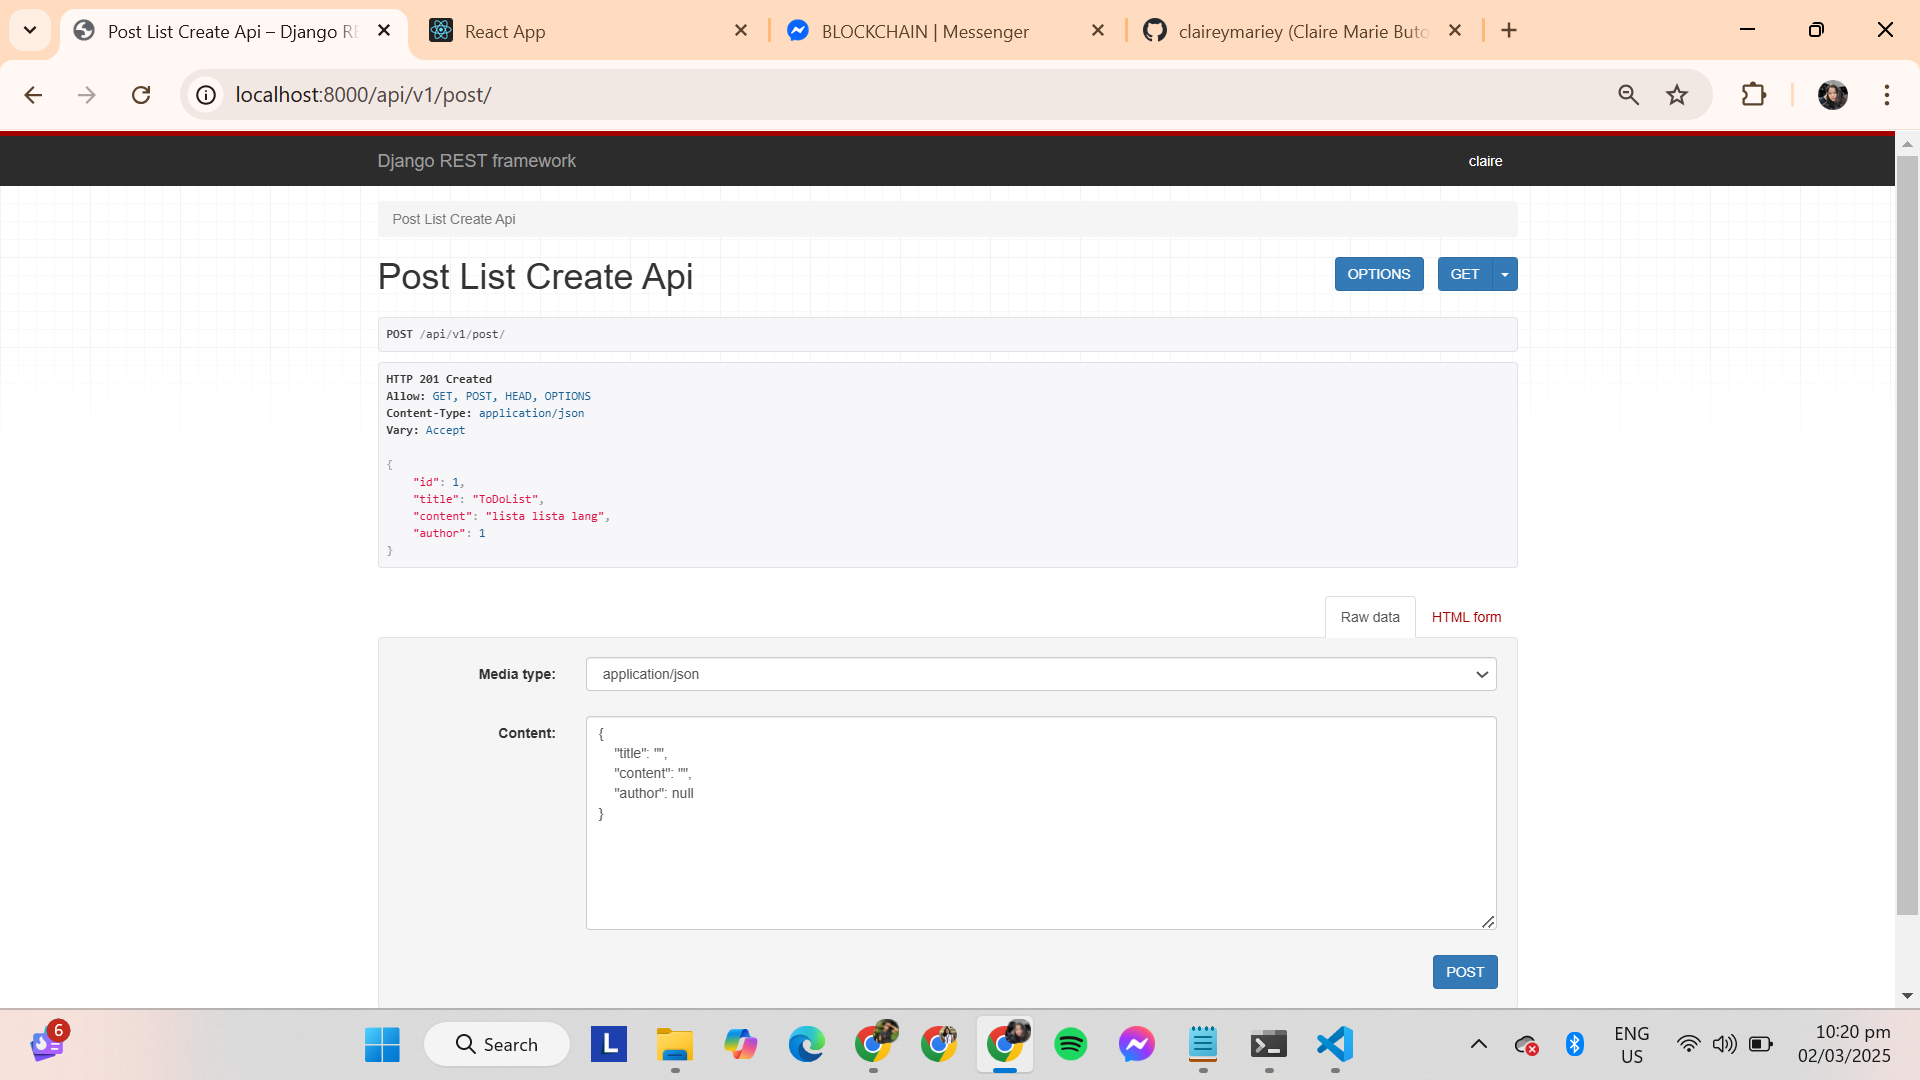 Post List Create Api – Django RE
React App
BLOCKCHAIN | Messenger
claireymariey (Claire Marie Buto
localhost:8000/api/v1/post/
Django REST framework
claire
Post List Create Api
Post List Create Api
OPTIONS
GET
POST /api/v1/post/
HTTP 201 Created
Allow: GET, POST, HEAD, OPTIONS
Content-Type: application/json
Vary: Accept
{
"id": 1,
"title": "ToDoList",
"content": "lista lista lang",
"author": 1
}
Raw data
HTML form
Media type:
application/json
Content:
{
"title": "",
"content": "",
"author": null
}
POST
6
Search
L
ENG
US
10:20 pm
02/03/2025